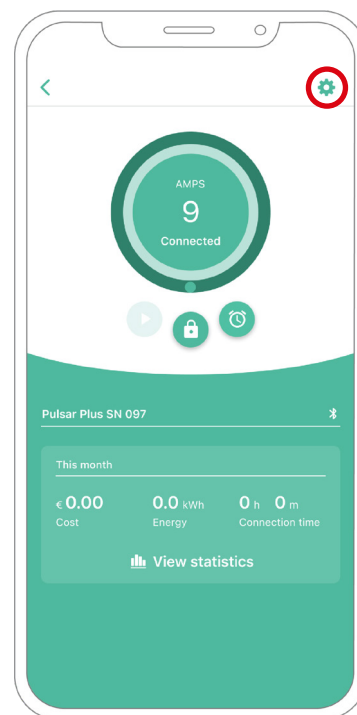 AMPS
9
Connected
Pulsar Plus SN 097
This month
€ 0.00 0.0 kWh 0 h 0 m
Cost Energy Connection time
View statistics